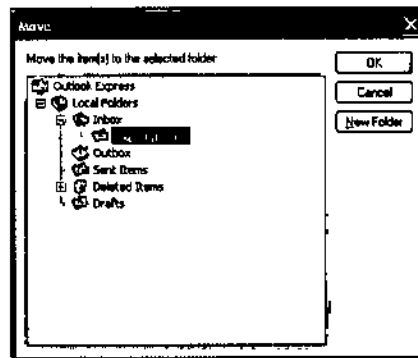 Move
Move the item(s) to the selected folder
OK
Cancel
New Folder
Outlook Express
Local Folders
Inbox
Outbox
Sent Items
Deleted Items
Drafts